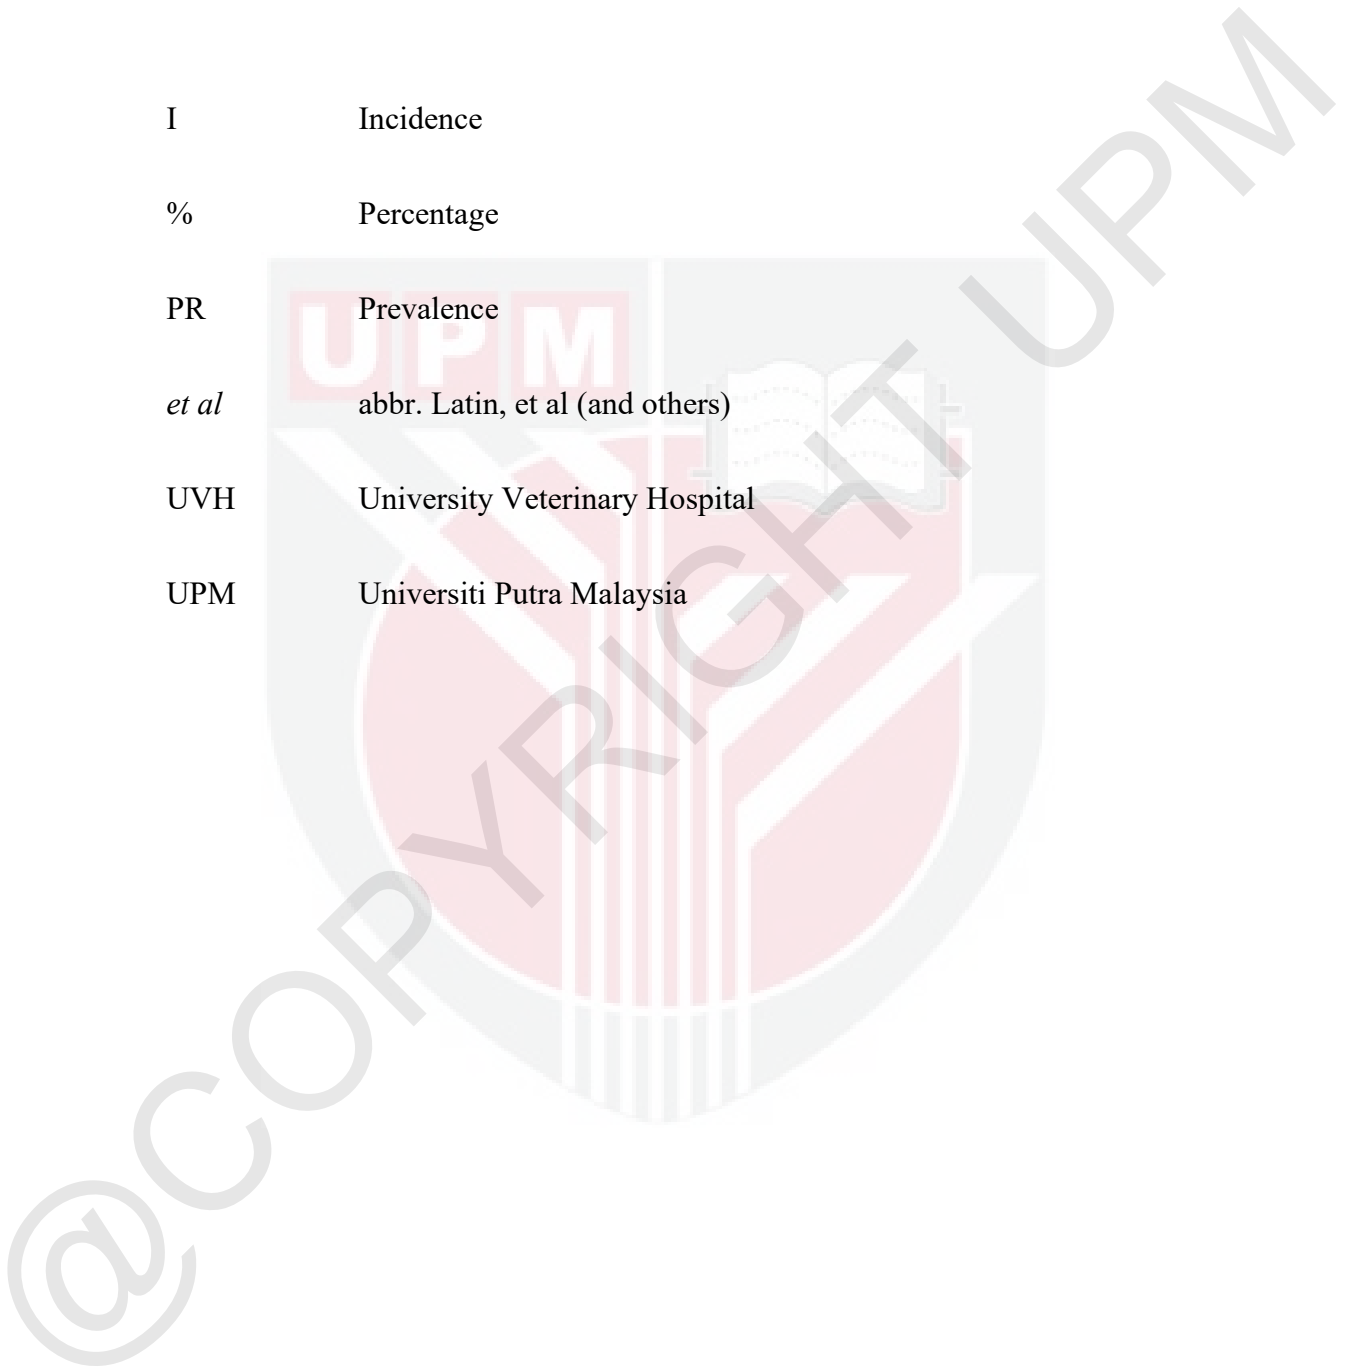 I Incidence
% Percentage
PR Prevalence
et al abbr. Latin, et al (and others)
UVH University Veterinary Hospital
UPM Universiti Putra Malaysia
UPM
@COPYRIGHT UPM